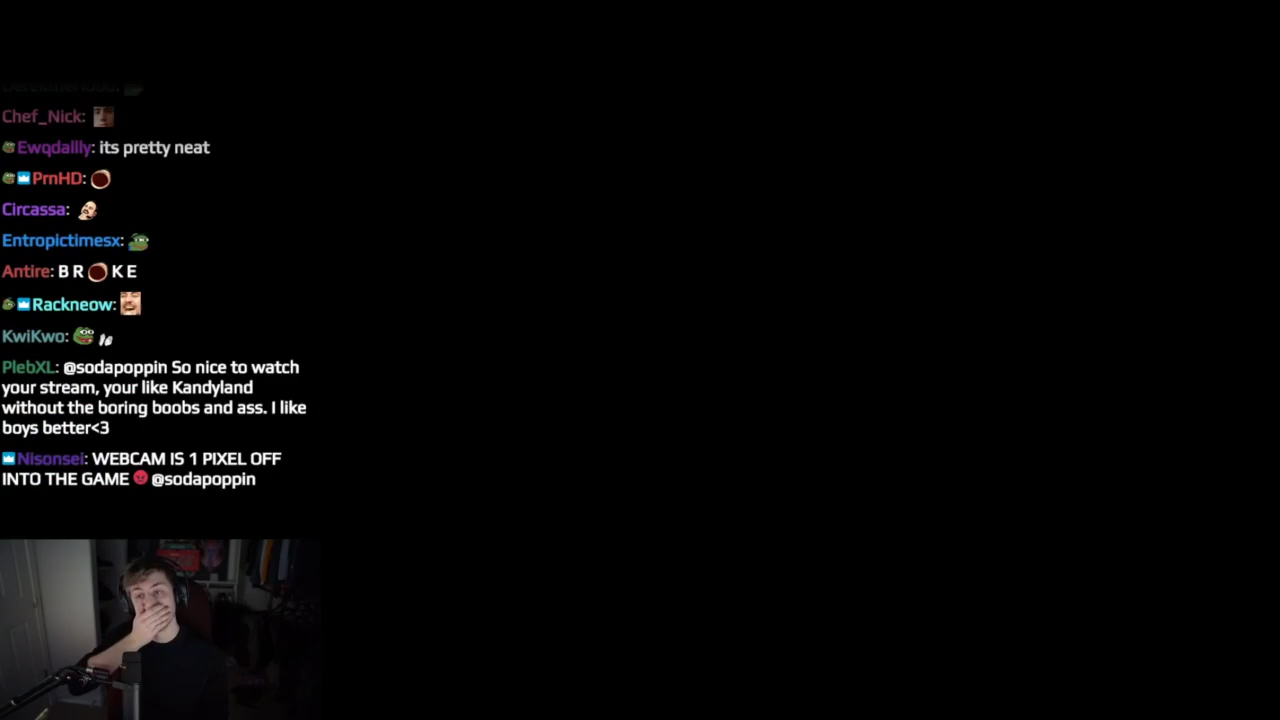 Chef_Nick:
Ewqdallly: its pretty neat
PrnHD:
Circassa:
Entropictimesx:
Antire: B R K E
Rackneow:
KwiKwo:
PlebXL: @sodapoppin So nice to watch
your stream, your like Kandyland
without the boring boobs and ass. I like
boys better<3
Nisonsei: WEBCAM IS 1 PIXEL OFF
INTO THE GAME @sodapoppin